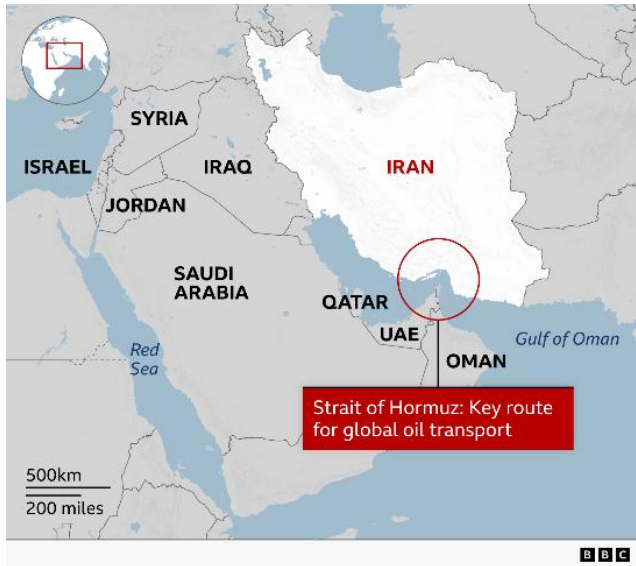 SYRIA
ISRAEL
IRAQ
IRAN
JORDAN
SAUDI
ARABIA
QATAR
UAE
OMAN
Gulf of Oman
Red
Sea
Strait of Hormuz: Key route
for global oil transport
500km
200 miles
BBC